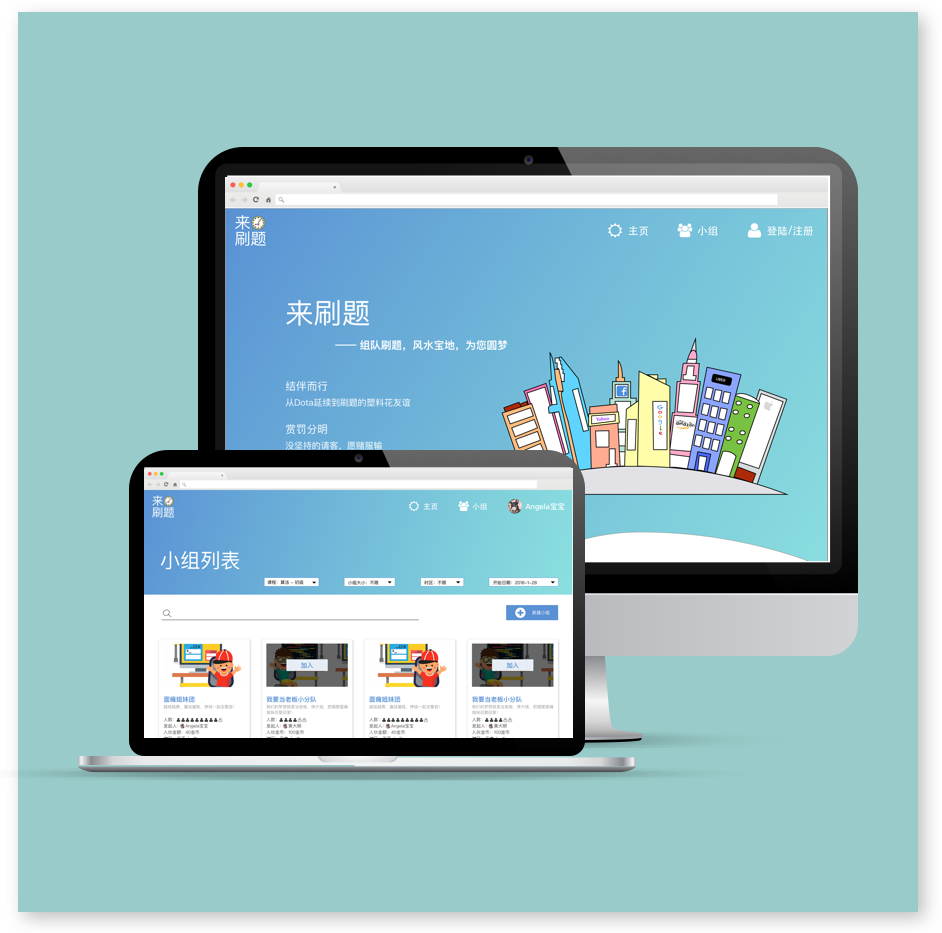 来
刷题
主页
小组
登陆/注册
来刷题
—— 组队刷题，风水宝地，为您圆梦
结伴而行
从Dota延续到刷题的塑料花友谊
赏罚分明
没坚持的请客，愿赌服输
UBER
Yahoo!
Google
amazon
来
刷题
主页
小组
Angela宝宝
小组列表
课程：算法 - 初级
小组大小：不限
时区：不限
开始日期：2018-1-28
新建小组
面瘫姐妹团
人数：
发起人：Angela宝宝
入伙金额：40金币
加入
我要当老板小分队
人数：
发起人：黄大明
入伙金额：100金币
面瘫姐妹团
人数：
发起人：Angela宝宝
入伙金额：40金币
加入
我要当老板小分队
人数：
发起人：黄大明
入伙金额：100金币